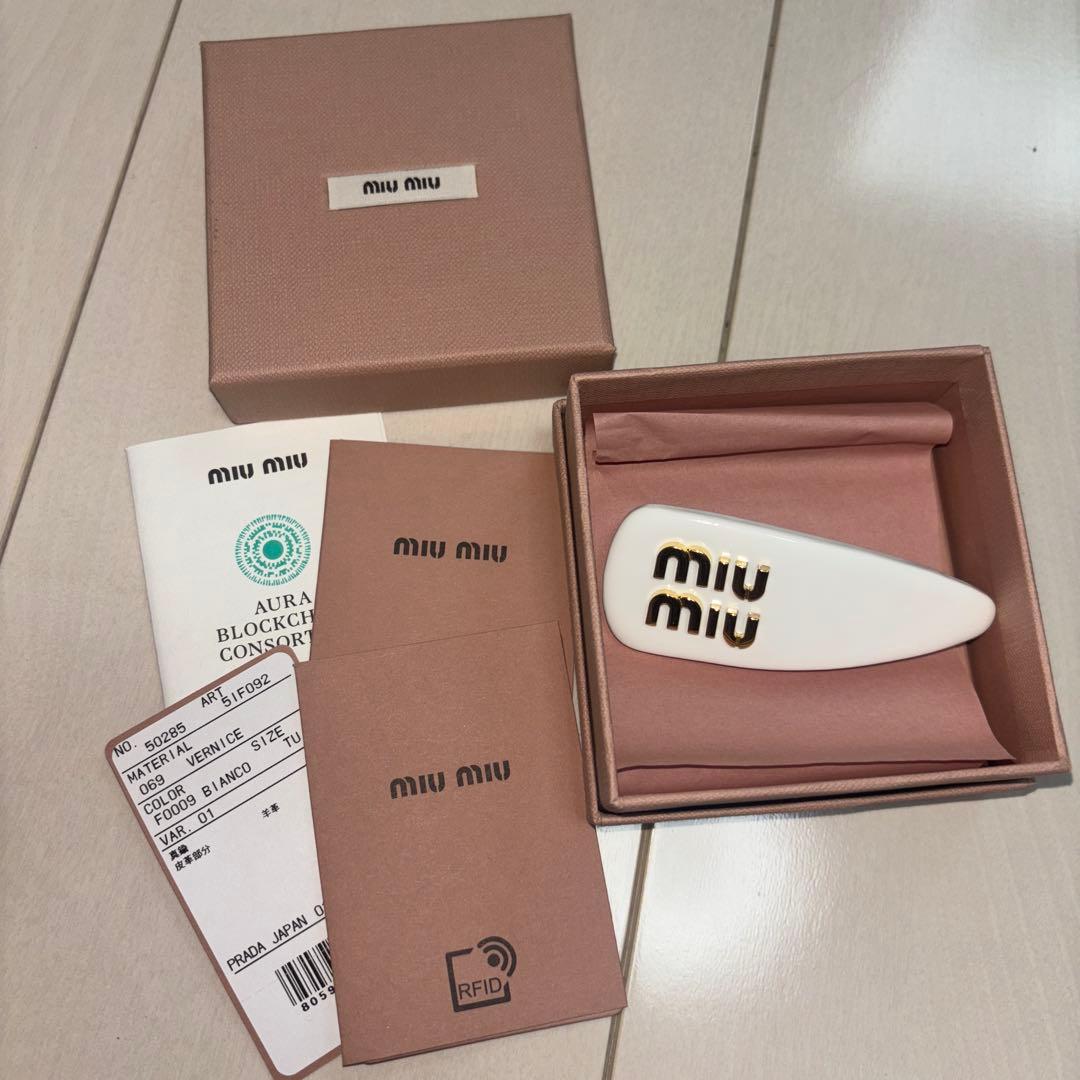 miu miu
miu
miu
miu miu
AURA
BLOCKCH
CONSORT
miu miu
NO. 50285 ART 5IF092
MATERIAL
069 VERNICE SIZE
COLOR TU
F0009 BIANCO
VAR. 01
真鍮 羊革
皮革部分
PRADA JAPAN 0
8059
miu miu
RFID